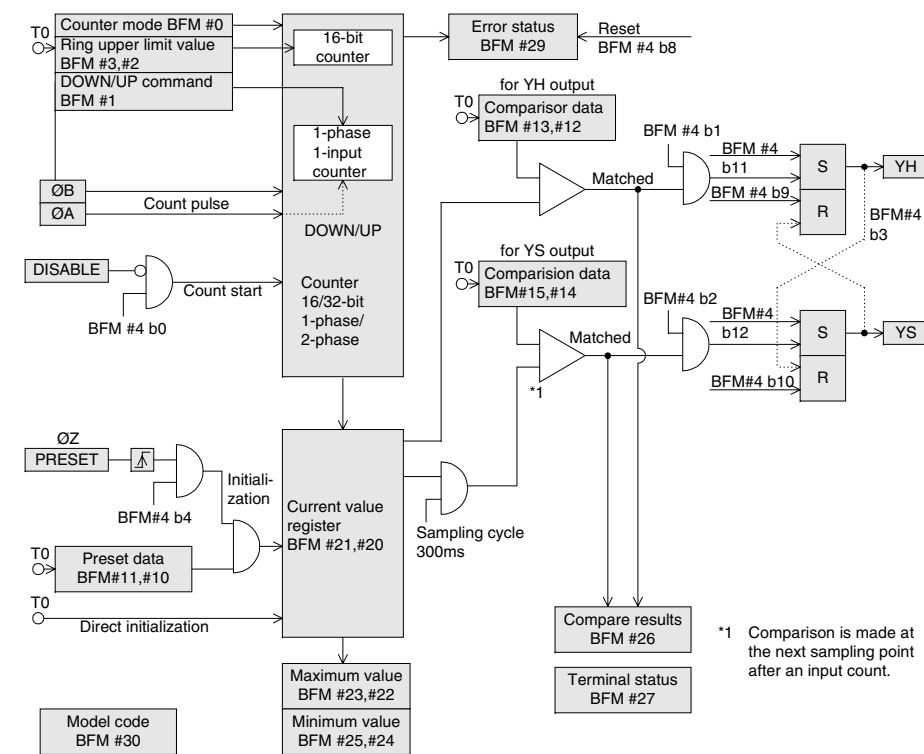 T0
Counter mode BFM #0
Ring upper limit value
BFM #3,#2
DOWN/UP command
BFM #1
16-bit
counter
1-phase
1-input
counter
ØB
ØA
Count pulse
DOWN/UP
DISABLE
BFM #4 b0
Count start
Counter
16/32-bit
1-phase/
2-phase
Error status
BFM #29
Reset
BFM #4 b8
for YH output
T0
Comparisor data
BFM #13,#12
Matched
BFM #4 b1
BFM #4
b11
BFM #4 b9
S
R
YH
BFM#4
b3
for YS output
T0
Comparision data
BFM#15,#14
Matched
*1
BFM#4 b2
BFM#4
b12
BFM#4 b10
S
R
YS
ØZ
PRESET
BFM#4 b4
Initiali-
zation
T0
Preset data
BFM#11,#10
T0
Direct initialization
Current value
register
BFM #21,#20
Sampling cycle
300ms
Maximum value
BFM #23,#22
Minimum value
BFM #25,#24
Compare results
BFM #26
Terminal status
BFM #27
*1 Comparison is made at
the next sampling point
after an input count.
Model code
BFM #30